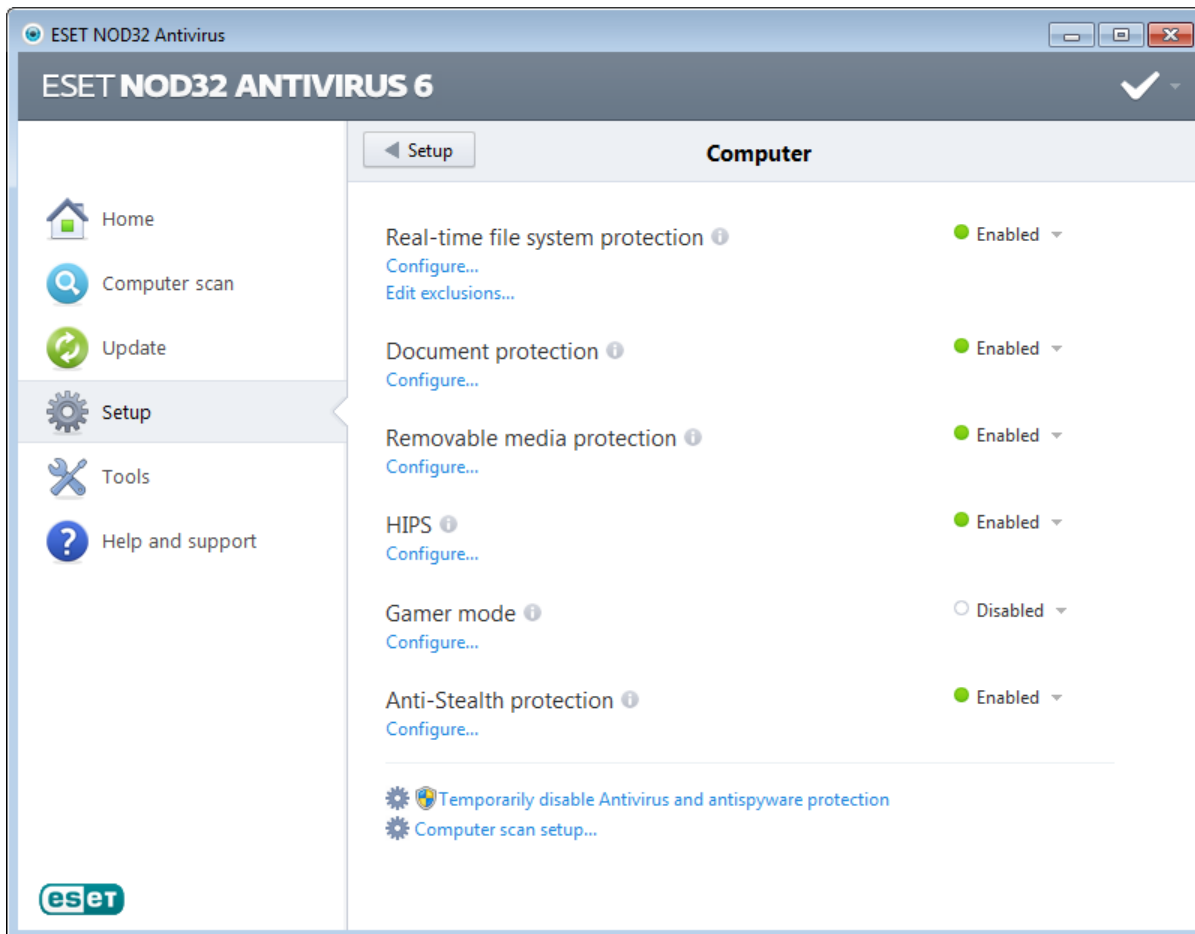 ESET NOD32 Antivirus
ESET NOD32 ANTIVIRUS 6
Setup
Computer
Home
Computer scan
Update
Setup
Tools
Help and support
Real-time file system protection
Enabled
Configure...
Edit exclusions...
Document protection
Enabled
Configure...
Removable media protection
Enabled
Configure...
HIPS
Enabled
Configure...
Gamer mode
Disabled
Configure...
Anti-Stealth protection
Enabled
Configure...
Temporarily disable Antivirus and antispyware protection
Computer scan setup...
eset